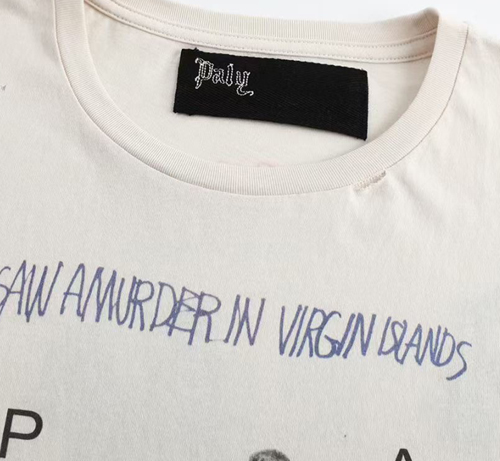 Paly
SAW A MURDER IN VIRGIN ISLANDS
P A